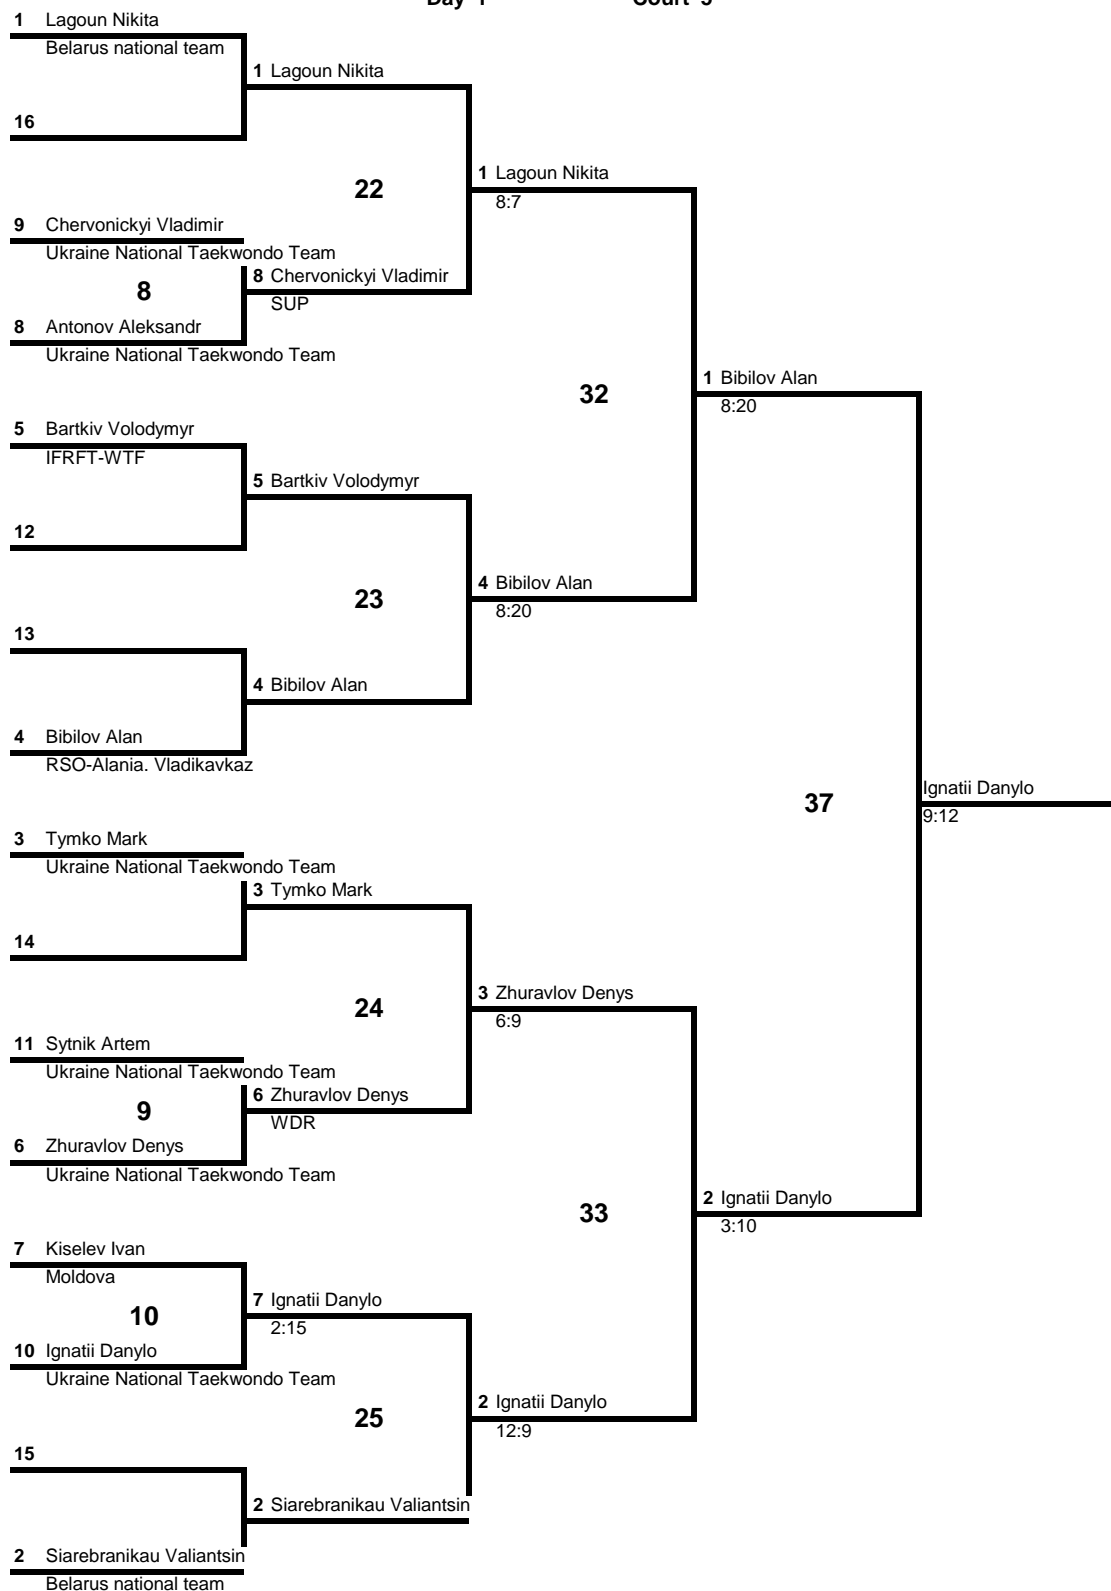 1 Lagoun Nikita
Belarus national team
1 Lagoun Nikita
16
1 Lagoun Nikita
22
8:7
9 Chervonickyi Vladimir
Ukraine National Taekwondo Team
8 Chervonickyi Vladimir
8
SUP
8 Antonov Aleksandr
Ukraine National Taekwondo Team
1 Bibilov Alan
32
8:20
5 Bartkiv Volodymyr
IFRFT-WTF
5 Bartkiv Volodymyr
12
4 Bibilov Alan
23
8:20
13
4 Bibilov Alan
4 Bibilov Alan
RSO-Alania. Vladikavkaz
Ignatii Danylo
37
9:12
3 Tymko Mark
Ukraine National Taekwondo Team
3 Tymko Mark
14
3 Zhuravlov Denys
24
6:9
11 Sytnik Artem
Ukraine National Taekwondo Team
6 Zhuravlov Denys
9
WDR
6 Zhuravlov Denys
Ukraine National Taekwondo Team
2 Ignatii Danylo
33
3:10
7 Kiselev Ivan
Moldova
7 Ignatii Danylo
10
2:15
10 Ignatii Danylo
Ukraine National Taekwondo Team
2 Ignatii Danylo
25
12:9
15
2 Siarebranikau Valiantsin
2 Siarebranikau Valiantsin
Belarus national team